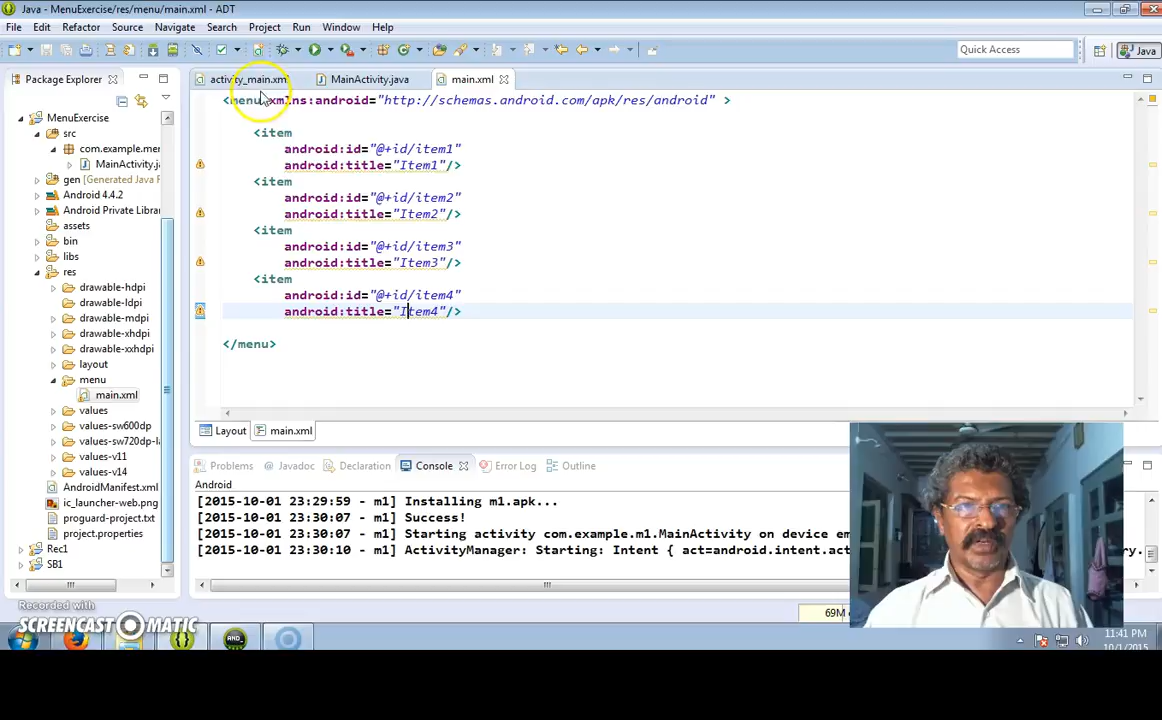 Java - MenuExercise/res/menu/main.xml - ADT
File Edit Refactor Source Navigate Search Project Run Window Help
Quick Access
Java
Package Explorer
activity_main.xml
MainActivity.java
main.xml
MenuExercise
src
com.example.me
MainActivity.ja
gen [Generated Java F
Android 4.4.2
Android Private Librar
assets
bin
libs
res
drawable-hdpi
drawable-ldpi
drawable-mdpi
drawable-xhdpi
drawable-xxhdpi
layout
menu
main.xml
values
values-sw600dp
values-sw720dp-la
values-v11
values-v14
AndroidManifest.xml
ic_launcher-web.png
proguard-project.txt
project.properties
Rec1
SB1
<menu xmlns:android="http://schemas.android.com/apk/res/android" >
<item
android:id="@+id/item1"
android:title="Item1"/>
<item
android:id="@+id/item2"
android:title="Item2"/>
<item
android:id="@+id/item3"
android:title="Item3"/>
<item
android:id="@+id/item4"
android:title="Item4"/>
</menu>
Layout main.xml
Problems @ Javadoc Declaration Console Error Log Outline
Android
[2015-10-01 23:29:59 - m1] Installing m1.apk...
[2015-10-01 23:30:07 - m1] Success!
[2015-10-01 23:30:07 - m1] Starting activity com.example.m1.MainActivity on device em
[2015-10-01 23:30:10 - m1] ActivityManager: Starting: Intent { act=android.intent.act
ry.
69M
Recorded with
SCREENCAST MATIC
11:41 PM
10/1/2015